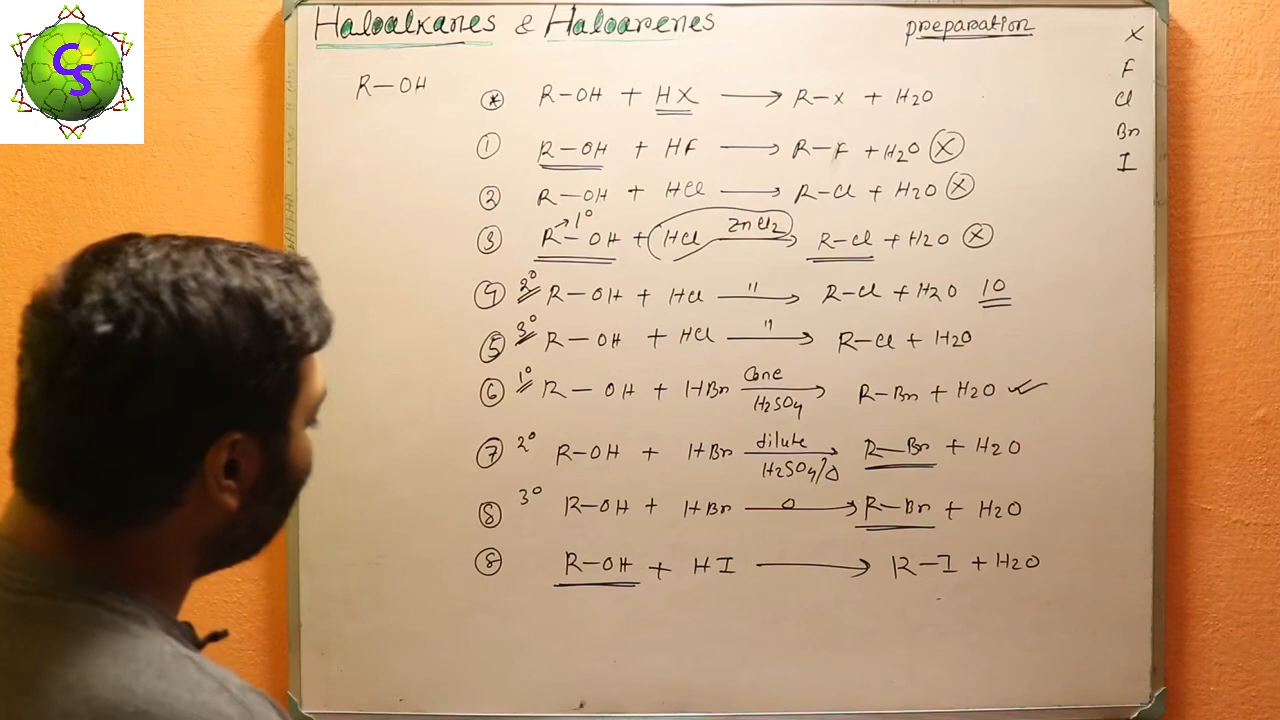 CS
Haloalkanes & Haloarenes preparation
X
F
Cl
Br
I
R-OH
* R-OH + HX → R-X + H2O
1 R-OH + HF → R-F + H2O X
2 R-OH + HCl → R-Cl + H2O X
1°
3 R-OH + HCl ZnCl2 → R-Cl + H2O X
4 2° R-OH + HCl " → R-Cl + H2O 10
5 3° R-OH + HCl " → R-Cl + H2O
6 1° R-OH + HBr Conc H2SO4 → R-Br + H2O ✓
7 2° R-OH + HBr dilute H2SO4/Δ → R-Br + H2O
8 3° R-OH + HBr Δ → R-Br + H2O
8 R-OH + HI → R-I + H2O